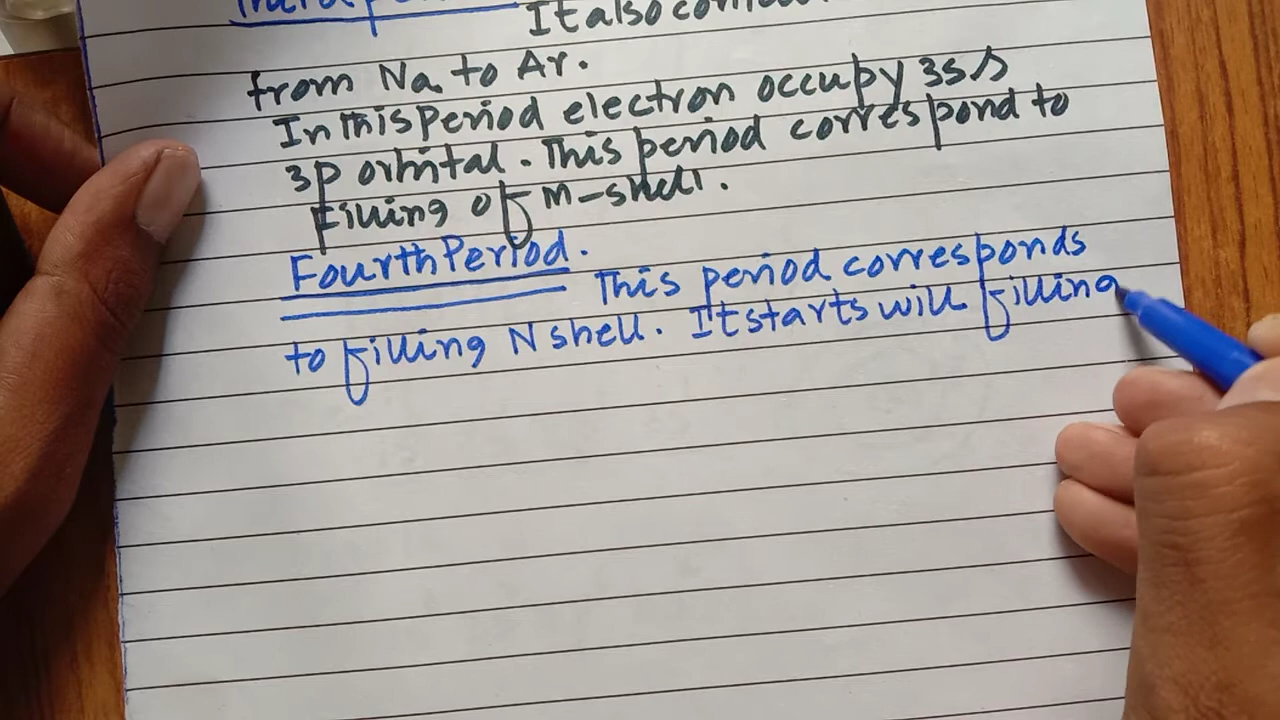 It also
from Na to Ar.
In this period electron occupy 3s &
3p orbital. This period correspond to
Filling of M-shell.
Fourth Period.
This period corresponds
to filling N shell. It starts will filling